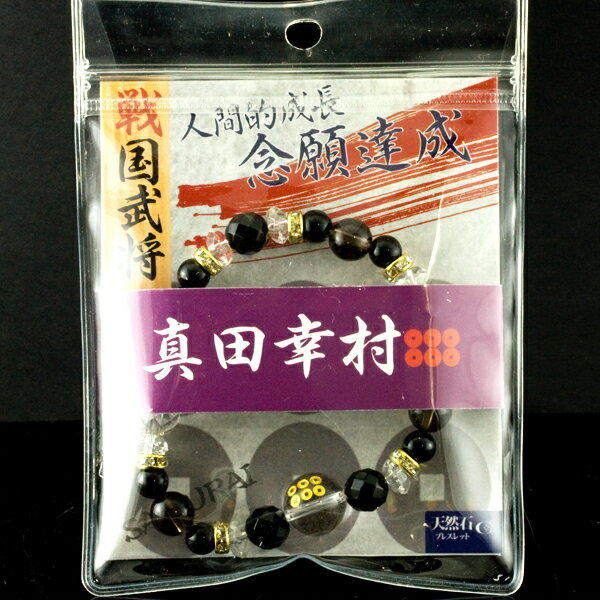 戦国武将
人間的成長
念願達成
真田幸村
SAMURAI
天然石
ブレスレット